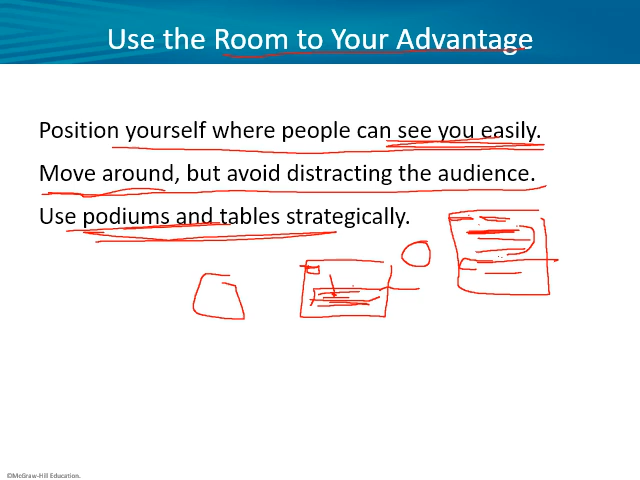 Use the Room to Your Advantage
Position yourself where people can see you easily.
Move around, but avoid distracting the audience.
Use podiums and tables strategically.
©McGraw-Hill Education.